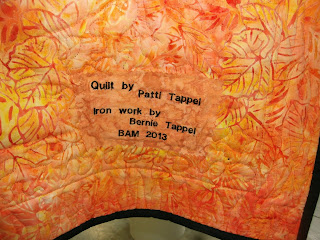 Quilt by
Patti Tappel
Iron work by
Bernie Tappel
BAM 2013